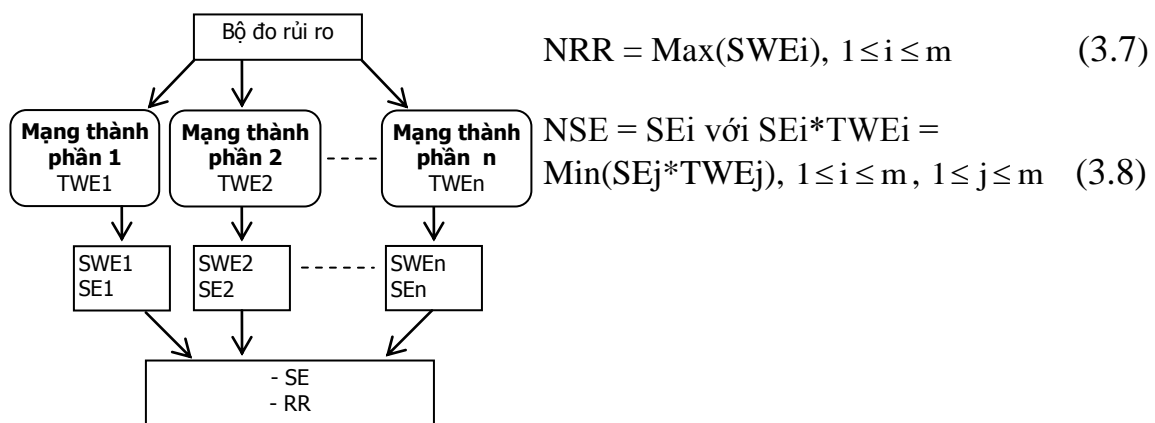 Bộ đo rủi ro
Mạng thành
phần 1
TWE1
Mạng thành
phần 2
TWE2
Mạng thành
phần n
TWEn
SWE1
SE1
SWE2
SE2
SWEn
SEn
- SE
- RR
NRR = Max(SWEi), 1 ≤ i ≤ m (3.7)
NSE = SEi với SEi*TWEi =
Min(SEj*TWEj), 1 ≤ i ≤ m , 1 ≤ j ≤ m (3.8)